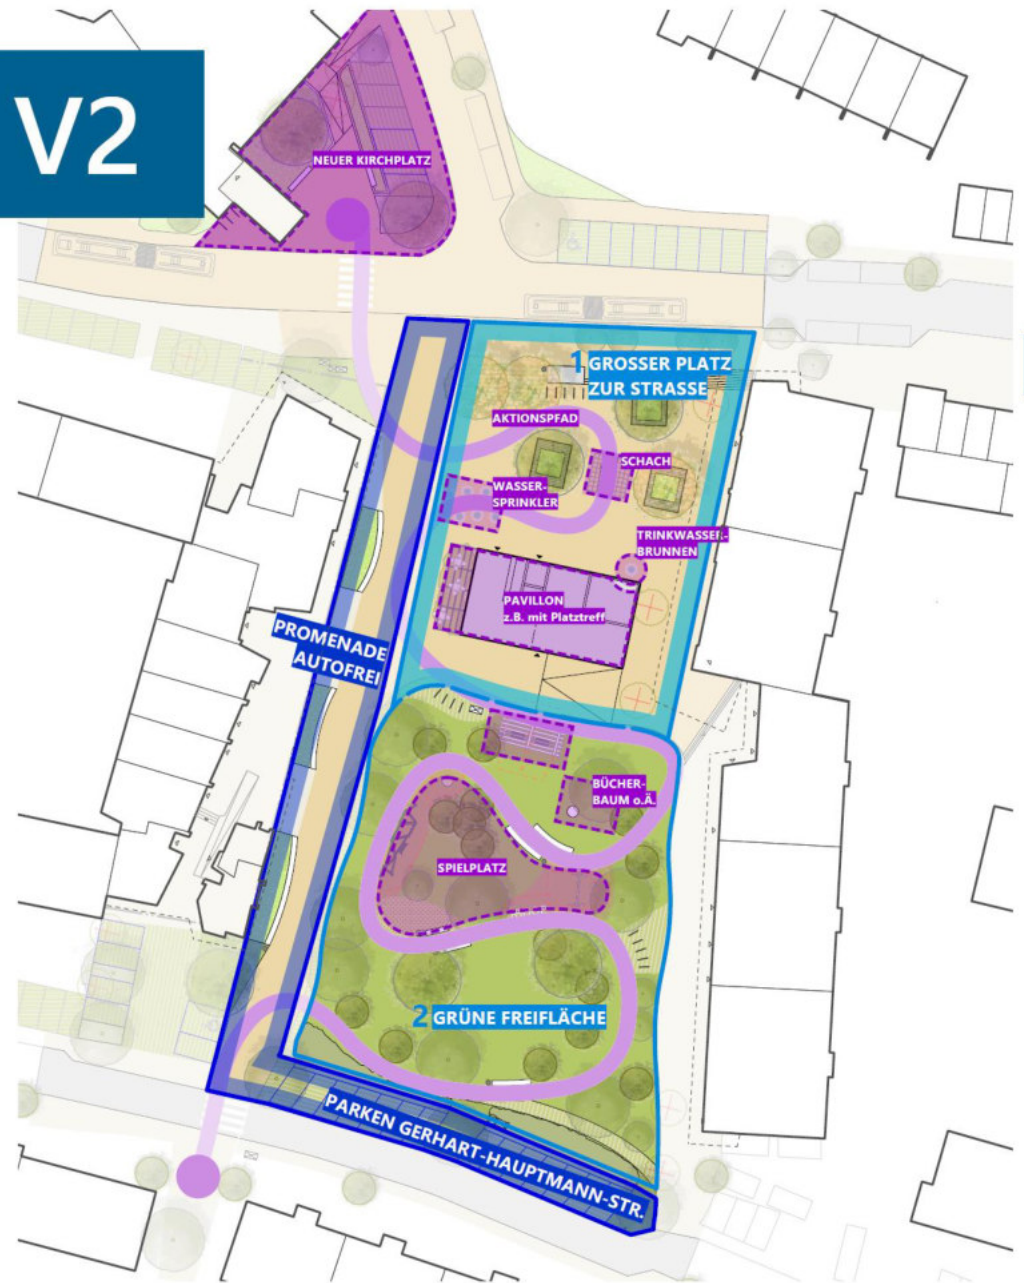 V2
NEUER KIRCHPLATZ
1 GROSSER PLATZ
ZUR STRASSE
AKTIONSPFAD
SCHACH
WASSER-
SPRINKLER
TRINKWASSER-
BRUNNEN
PAVILLON
z.B. mit Platztreff
PROMENADE
AUTOFREI
BÜCHER-
BAUM o.Ä.
SPIELPLATZ
2 GRÜNE FREIFLÄCHE
PARKEN GERHART-HAUPTMANN-STR.